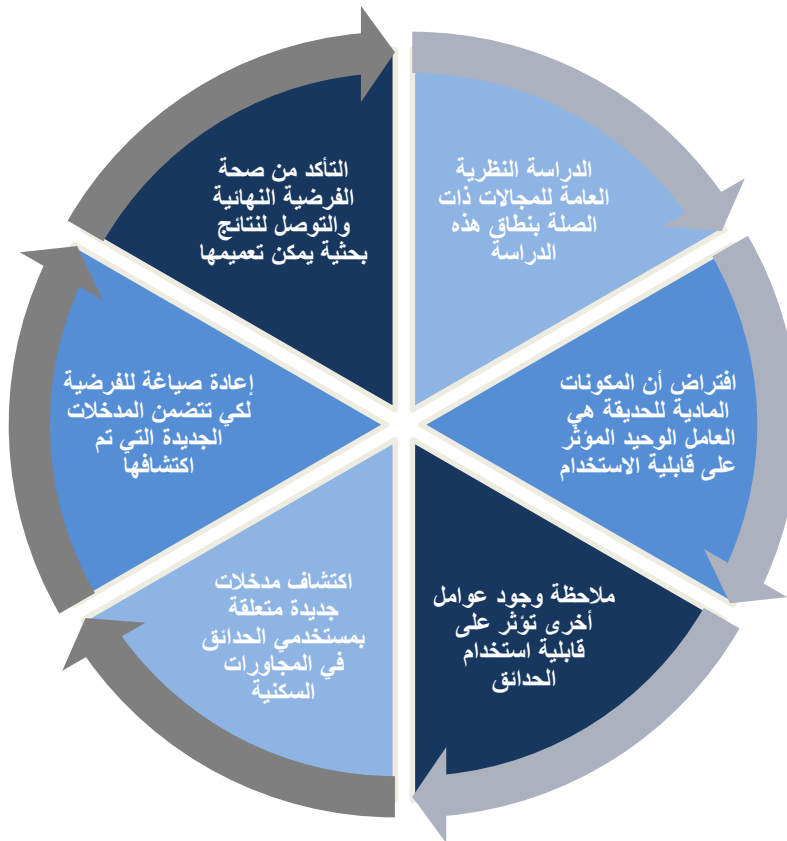 الدراسة النظرية
العامة للمجالات ذات
الصلة بنطاق هذه
الدراسة
افتراض أن المكونات
المادية للحديقة هي
العامل الوحيد المؤثر
على قابلية الاستخدام
ملاحظة وجود عوامل
أخرى تؤثر على
قابلية استخدام
الحدائق
اكتشاف مدخلات
جديدة متعلقة
بمستخدمي الحدائق
في المجاورات
السكنية
إعادة صياغة للفرضية
لكي تتضمن المدخلات
الجديدة التي تم
اكتشافها
التأكد من صحة
الفرضية النهائية
والتوصل لنتائج
بحثية يمكن تعميمها